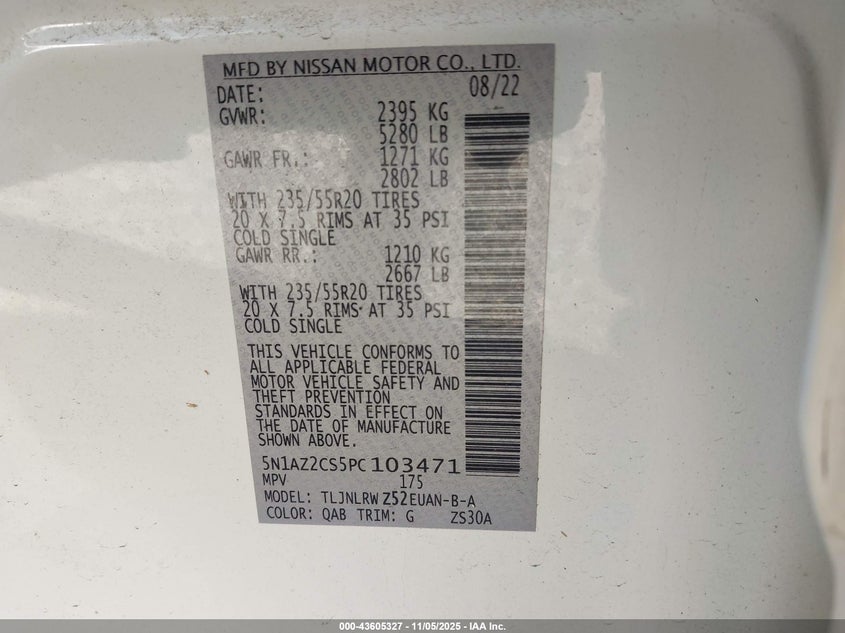 MFD BY NISSAN MOTOR CO., LTD.
DATE: 08/22
GVWR: 2395 KG
5280 LB
GAWR FR.: 1271 KG
2802 LB
WITH 235/55R20 TIRES
20 X 7.5 RIMS AT 35 PSI
COLD SINGLE
GAWR RR.: 1210 KG
2667 LB
WITH 235/55R20 TIRES
20 X 7.5 RIMS AT 35 PSI
COLD SINGLE
THIS VEHICLE CONFORMS TO
ALL APPLICABLE FEDERAL
MOTOR VEHICLE SAFETY AND
THEFT PREVENTION
STANDARDS IN EFFECT ON
THE DATE OF MANUFACTURE
SHOWN ABOVE.
5N1AZ2CS5PC103471
MPV 175
MODEL: TLJNLRWZ52EUAN-B-A
COLOR: QAB TRIM: G ZS30A
000-43605327 - 11/05/2025 - IAA Inc.